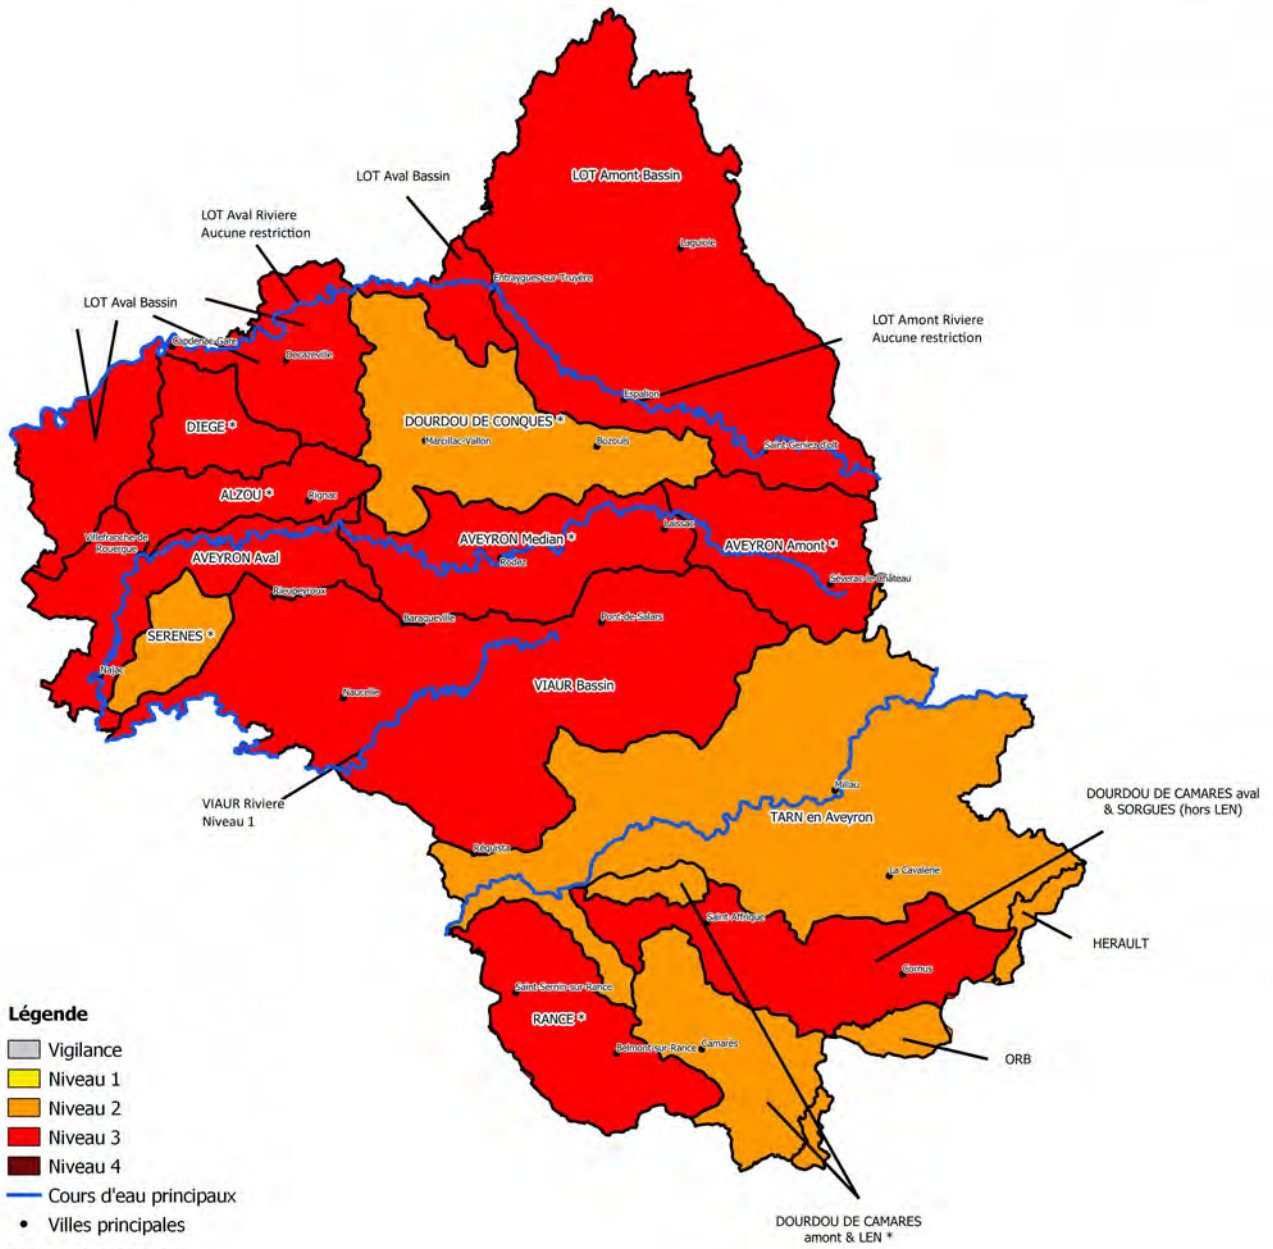 LOT Amont Bassin
LOT Aval Bassin
LOT Aval Riviere
Aucune restriction
Laguiole
Entraygues-sur-Truyère
LOT Aval Bassin
LOT Amont Riviere
Aucune restriction
Capdenac-Gare
Decazeville
Espalion
DIEGE *
DOURDOU DE CONQUES *
Marcillac-Vallon
Bozouls
Saint-Geniez-d'olt
ALZOU *
Rignac
Villefranche-de
Rouergue
AVEYRON Aval
AVEYRON Median *
Rodez
Loissac
AVEYRON Amont *
Séverac-le-Château
Rieupeyroux
Baraqueville
Pont-de-Salars
SERENES *
Najac
Naucelle
VIAUR Bassin
VIAUR Riviere
Niveau 1
Millau
TARN en Aveyron
DOURDOU DE CAMARES aval
& SORGUES (hors LEN)
Réquista
La Cavalerie
Saint-Affrique
HERAULT
Cornus
Saint-Sernin-sur-Rance
RANCE *
Belmont-sur-Rance
Camarès
ORB
DOURDOU DE CAMARES
amont & LEN *
Légende
Vigilance
Niveau 1
Niveau 2
Niveau 3
Niveau 4
Cours d'eau principaux
Villes principales